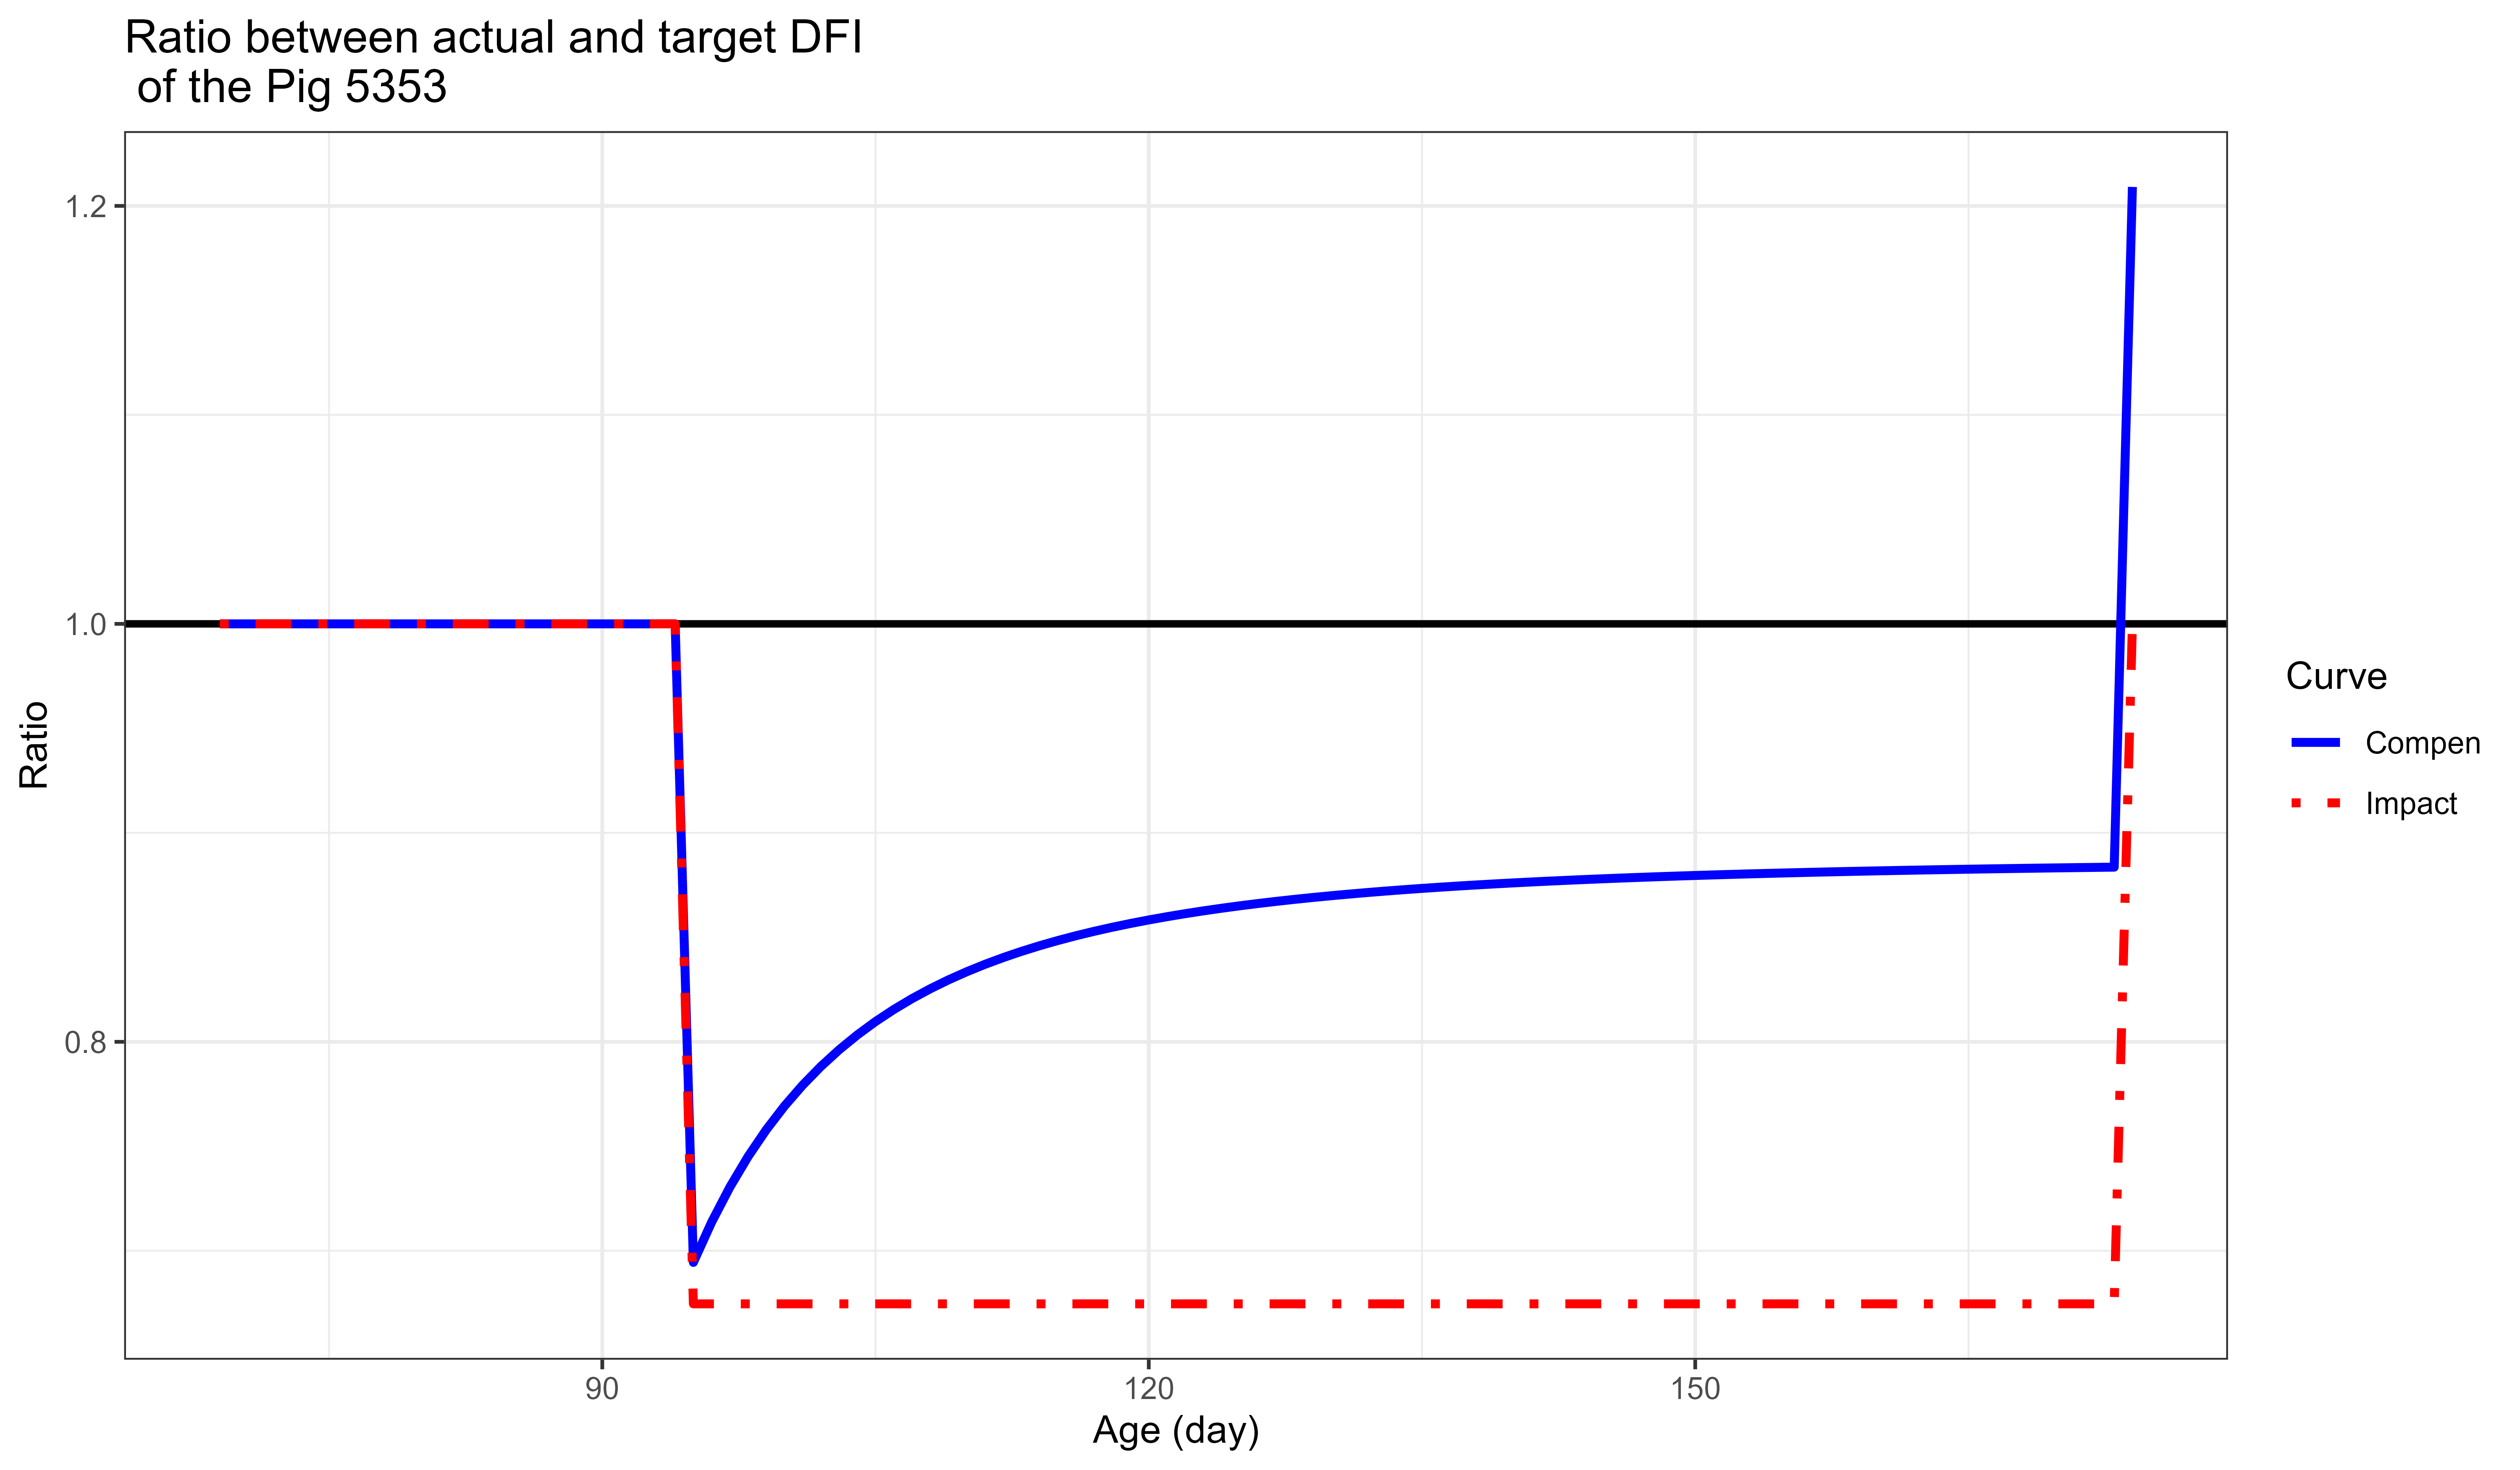 Ratio between actual and target DFI
of the Pig 5353
1.2
1.0
0.8
Ratio
90
120
150
Age (day)
Curve
Compen
Impact